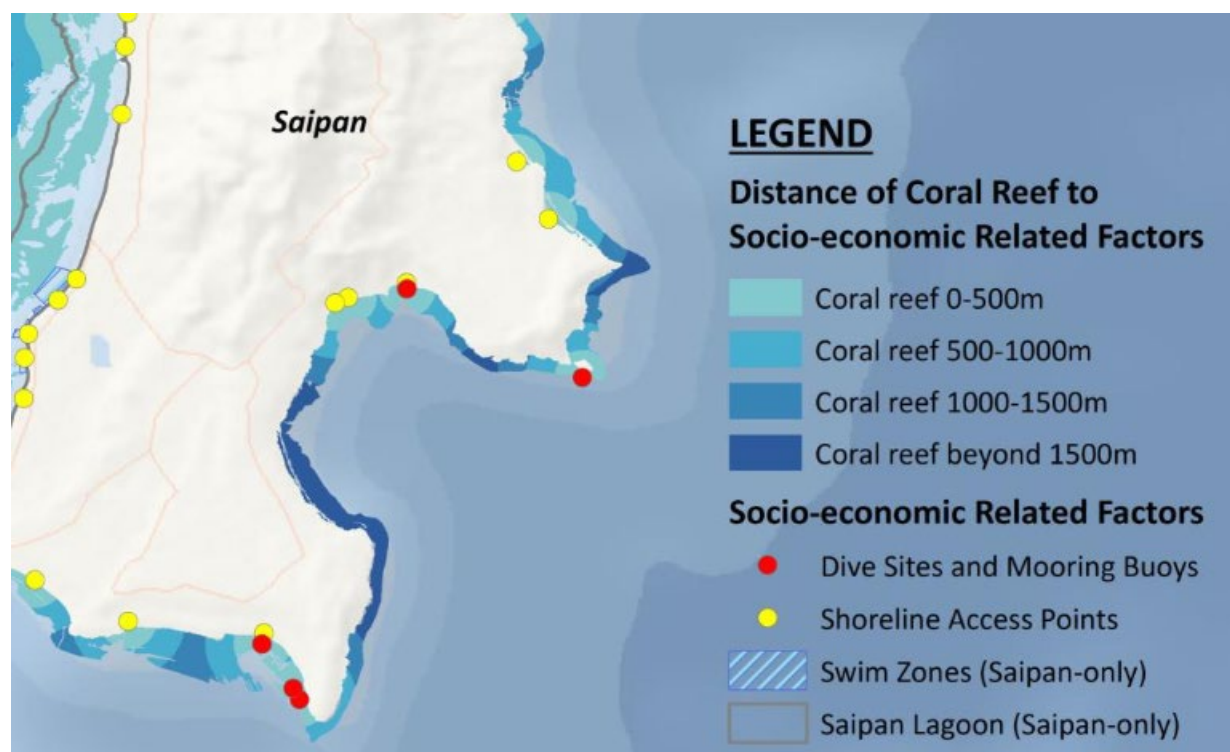 Saipan
LEGEND
Distance of Coral Reef to
Socio-economic Related Factors
Coral reef 0-500m
Coral reef 500-1000m
Coral reef 1000-1500m
Coral reef beyond 1500m
Socio-economic Related Factors
Dive Sites and Mooring Buoys
Shoreline Access Points
Swim Zones (Saipan-only)
Saipan Lagoon (Saipan-only)